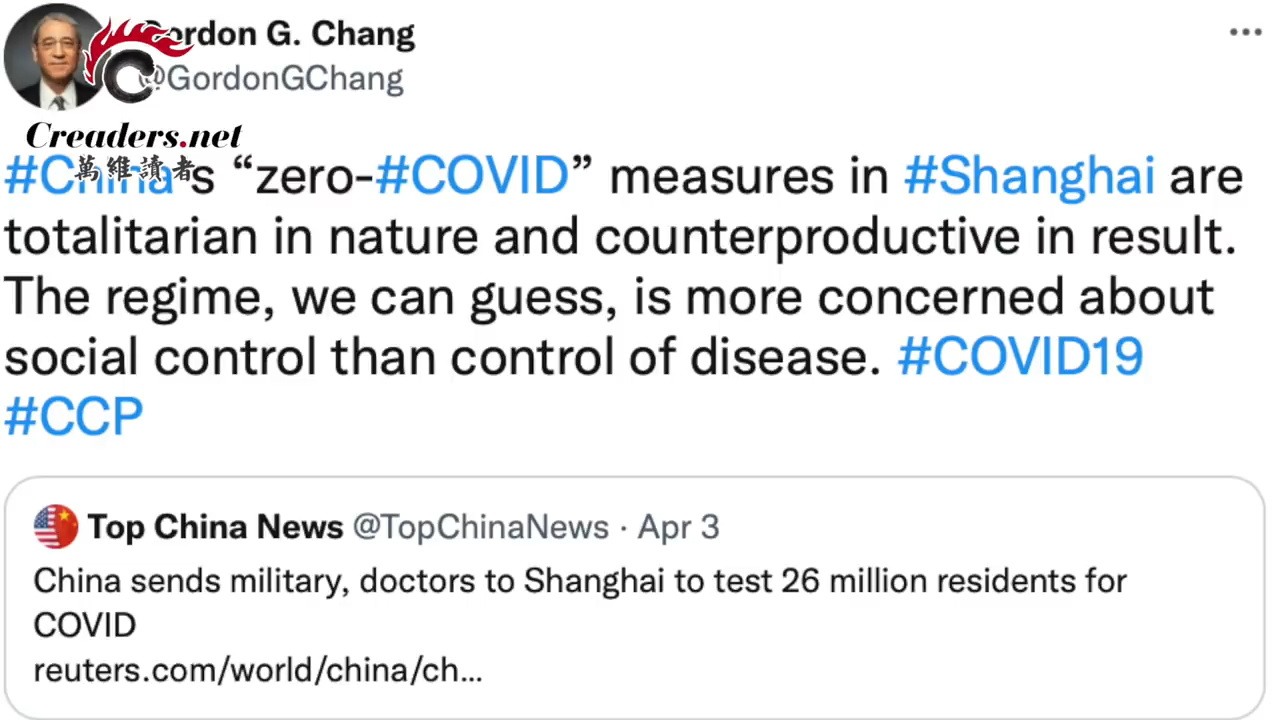 Gordon G. Chang
@GordonGChang
Creaders.net
萬維讀者
#China's “zero-#COVID” measures in #Shanghai are
totalitarian in nature and counterproductive in result.
The regime, we can guess, is more concerned about
social control than control of disease. #COVID19
#CCP
Top China News @TopChinaNews · Apr 3
China sends military, doctors to Shanghai to test 26 million residents for
COVID
reuters.com/world/china/ch...